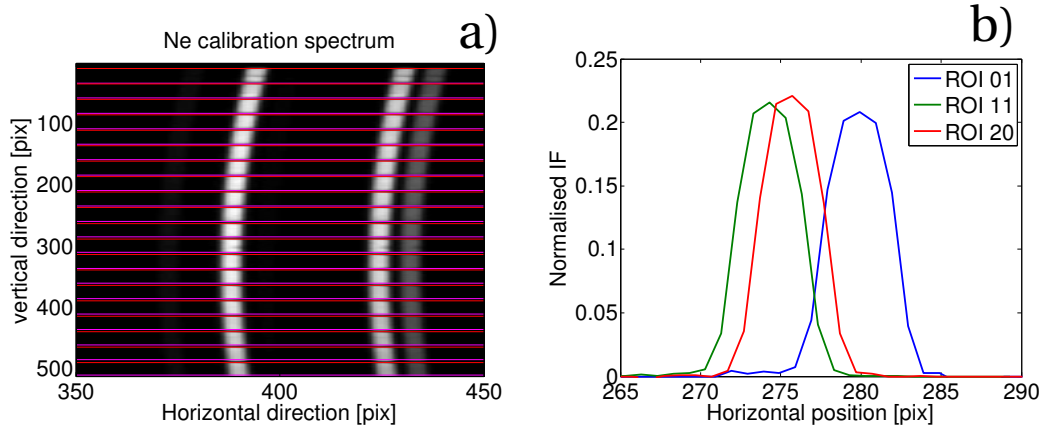 Ne calibration spectrum
a)
vertical direction [pix]
100
200
300
400
500
350
400
450
Horizontal direction [pix]
b)
Normalised IF
0.25
0.2
0.15
0.1
0.05
0
265
270
275
280
285
290
Horizontal position [pix]
ROI 01
ROI 11
ROI 20